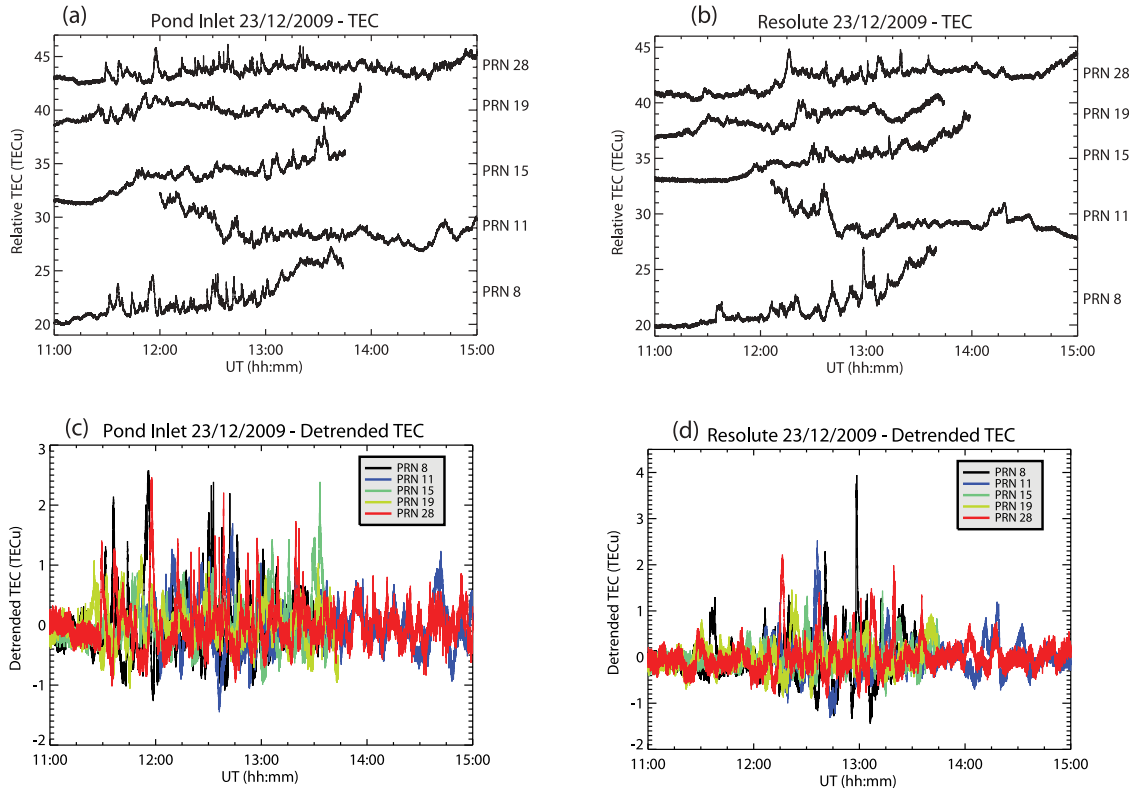 (a) Pond Inlet 23/12/2009 - TEC
45
40
35
30
25
20
Relative TEC (TECu)
PRN 28
PRN 19
PRN 15
PRN 11
PRN 8
11:00 12:00 13:00 14:00 15:00
UT (hh:mm)
(b) Resolute 23/12/2009 - TEC
45
40
35
30
25
20
Relative TEC (TECu)
PRN 28
PRN 19
PRN 15
PRN 11
PRN 8
11:00 12:00 13:00 14:00 15:00
UT (hh:mm)
(c) Pond Inlet 23/12/2009 - Detrended TEC
3
2
1
0
-1
-2
Detrended TEC (TECu)
PRN 8
PRN 11
PRN 15
PRN 19
PRN 28
11:00 12:00 13:00 14:00 15:00
UT (hh:mm)
(d) Resolute 23/12/2009 - Detrended TEC
4
3
2
1
0
-1
-2
Detrended TEC (TECu)
PRN 8
PRN 11
PRN 15
PRN 19
PRN 28
11:00 12:00 13:00 14:00 15:00
UT (hh:mm)